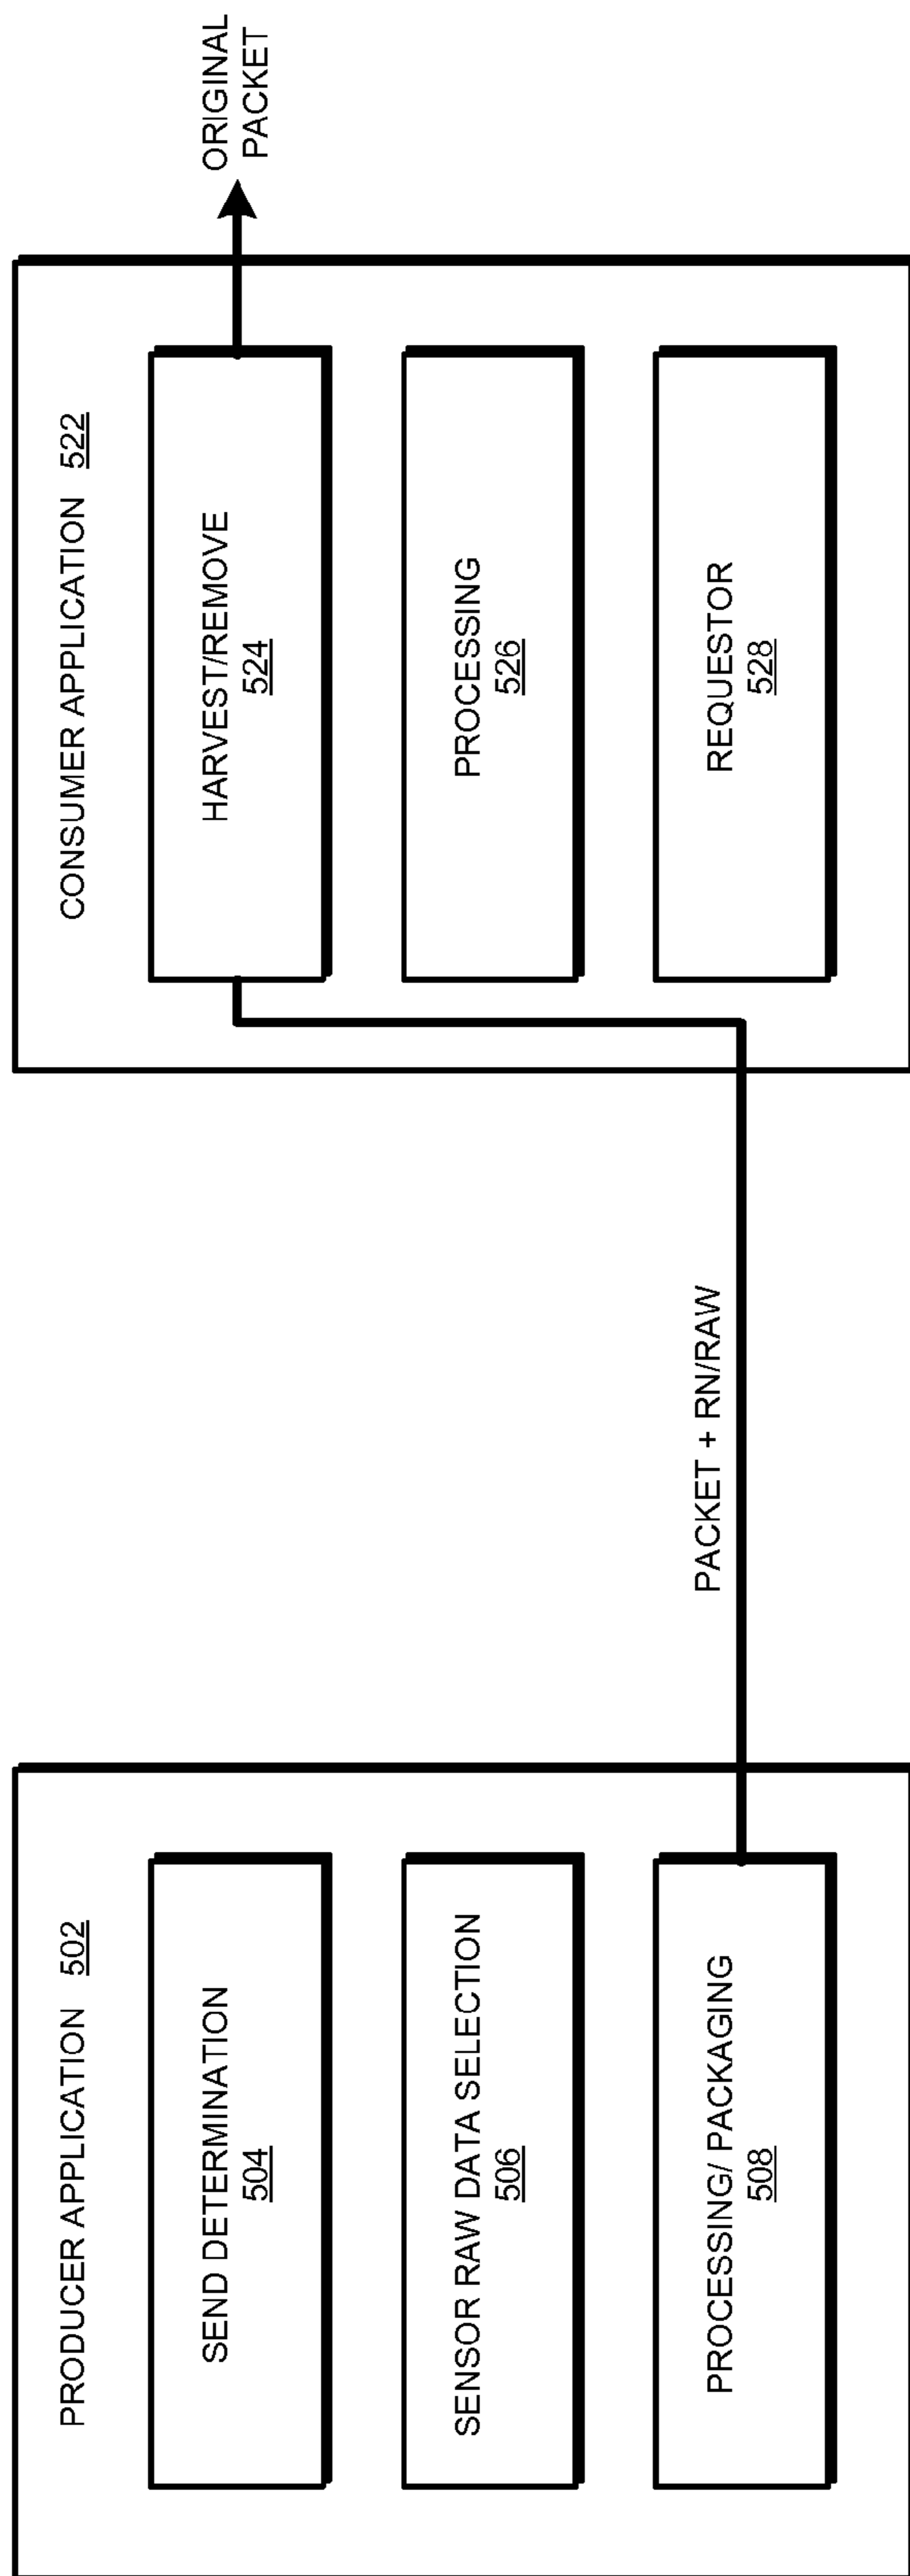 PRODUCER APPLICATION 502
SEND DETERMINATION
504
SENSOR RAW DATA SELECTION
506
PROCESSING/ PACKAGING
508
PACKET + RN/RAW
CONSUMER APPLICATION 522
HARVEST/REMOVE
524
PROCESSING
526
REQUESTOR
528
ORIGINAL
PACKET